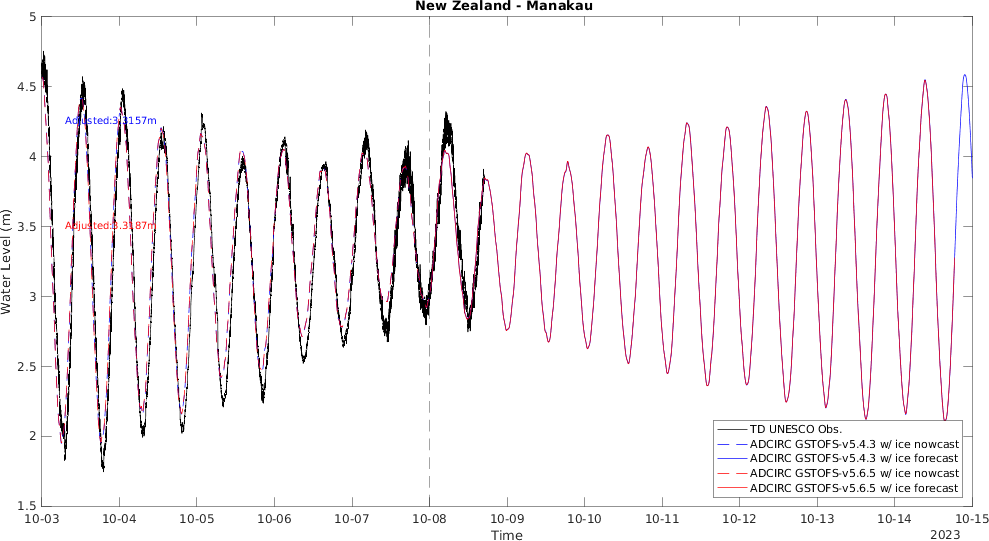 New Zealand - Manakau
5
4.5
4
3.5
3
2.5
2
1.5
Water Level (m)
Adjusted:3.3157m
Adjusted:3.3187m
TD UNESCO Obs.
ADCIRC GSTOFS-v5.4.3 w/ ice nowcast
ADCIRC GSTOFS-v5.4.3 w/ ice forecast
ADCIRC GSTOFS-v5.6.5 w/ ice nowcast
ADCIRC GSTOFS-v5.6.5 w/ ice forecast
10-03 10-04 10-05 10-06 10-07 10-08 10-09 10-10 10-11 10-12 10-13 10-14 10-15
Time
2023